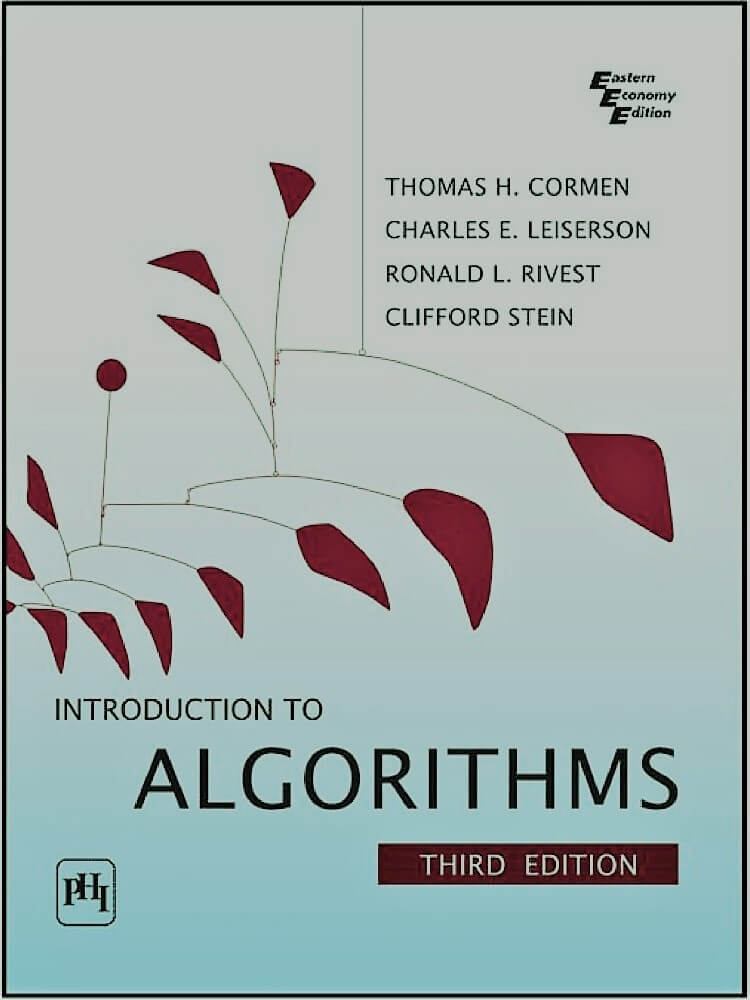 Eastern
Economy
Edition
THOMAS H. CORMEN
CHARLES E. LEISERSON
RONALD L. RIVEST
CLIFFORD STEIN
INTRODUCTION TO
ALGORITHMS
THIRD EDITION
PHI